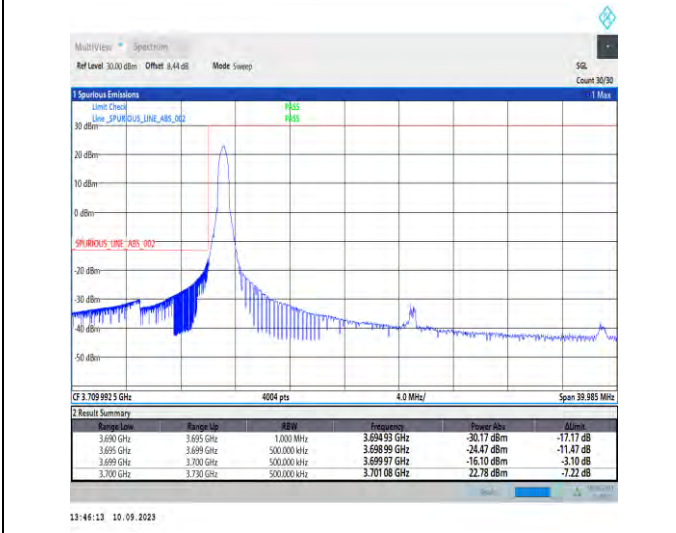 MultiView Spectrum
Ref Level 30.00 dBm Offset 8.44 dB Mode Sweep SGL
Count 30/30
1 Spurious Emissions 1 Max
Limit Check PASS
Line _SPURIOUS_LINE_ABS_002 PASS
30 dBm
20 dBm
10 dBm
0 dBm
_SPURIOUS_LINE_ABS_002
-20 dBm
-30 dBm
-40 dBm
-50 dBm
CF 3.709 992 5 GHz 4004 pts 4.0 MHz/ Span 39.985 MHz
2 Result Summary
Range Low Range Up RBW Frequency Power Abs ΔLimit
3.690 GHz 3.695 GHz 1.000 MHz 3.694 93 GHz -30.17 dBm -17.17 dB
3.695 GHz 3.699 GHz 500.000 kHz 3.698 99 GHz -24.47 dBm -11.47 dB
3.699 GHz 3.700 GHz 500.000 kHz 3.699 97 GHz -16.10 dBm -3.10 dB
3.700 GHz 3.730 GHz 500.000 kHz 3.701 08 GHz 22.78 dBm -7.22 dB
13:46:13 10.09.2023